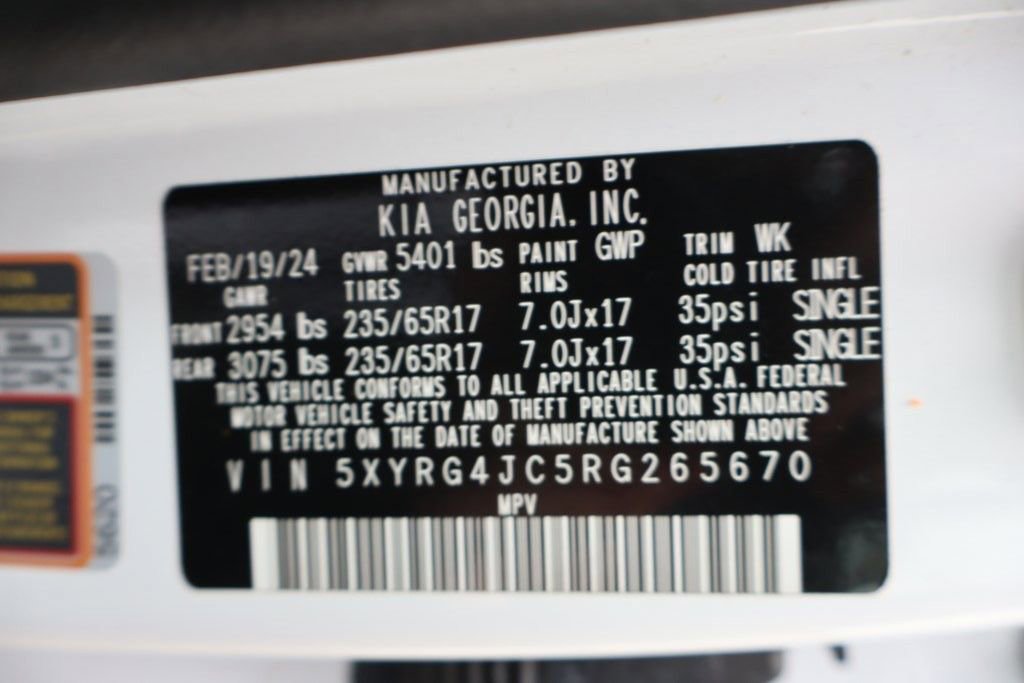 MANUFACTURED BY
KIA GEORGIA. INC.
FEB/19/24 GVWR 5401 lbs PAINT GWP TRIM WK
GAWR TIRES RIMS COLD TIRE INFL
FRONT 2954 lbs 235/65R17 7.0Jx17 35psi SINGLE
REAR 3075 lbs 235/65R17 7.0Jx17 35psi SINGLE
THIS VEHICLE CONFORMS TO ALL APPLICABLE U.S.A. FEDERAL
MOTOR VEHICLE SAFETY AND THEFT PREVENTION STANDARDS
IN EFFECT ON THE DATE OF MANUFACTURE SHOWN ABOVE
VIN 5XYRG4JC5RG265670
MPV